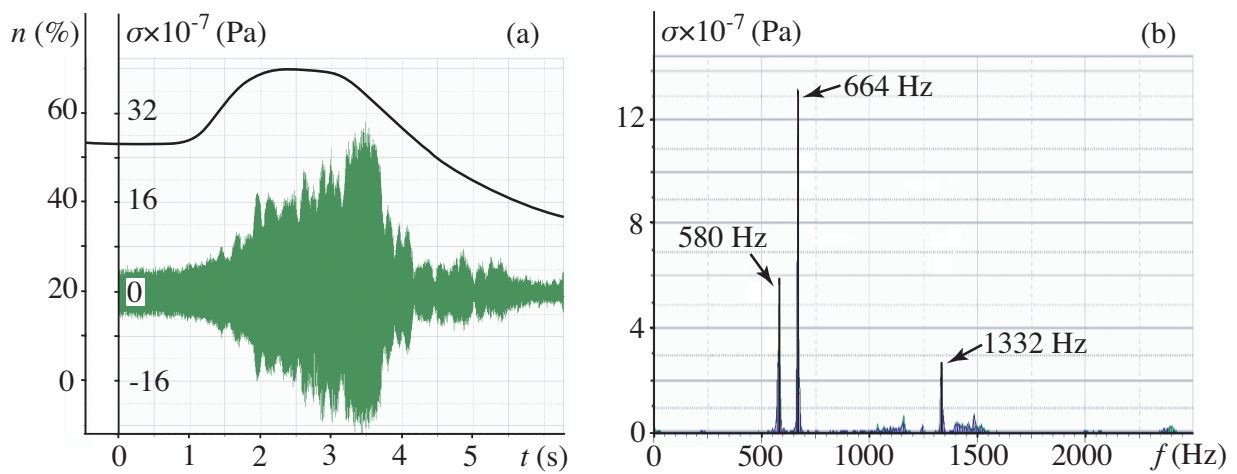 n (%) σ×10⁻⁷ (Pa) (a)
60 32
40 16
20 0
0 -16
0 1 2 3 4 5 t (s)
σ×10⁻⁷ (Pa) (b)
664 Hz
12
8
580 Hz
4
1332 Hz
0
0 500 1000 1500 2000 f (Hz)